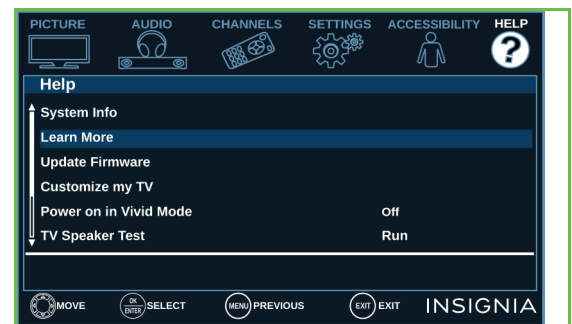 PICTURE AUDIO CHANNELS SETTINGS ACCESSIBILITY HELP
?
Help
System Info
Learn More
Update Firmware
Customize my TV
Power on in Vivid Mode Off
TV Speaker Test Run
MOVE OK ENTER SELECT MENU PREVIOUS EXIT EXIT INSIGNIA